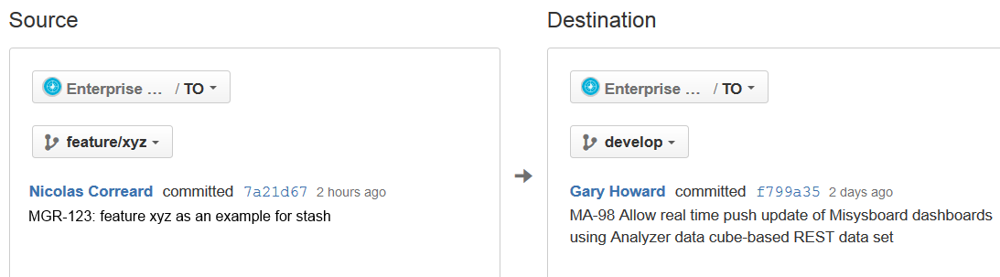 Source
Enterprise ... / TO
feature/xyz
Nicolas Correard committed 7a21d67 2 hours ago
MGR-123: feature xyz as an example for stash
Destination
Enterprise ... / TO
develop
Gary Howard committed f799a35 2 days ago
MA-98 Allow real time push update of Misysboard dashboards
using Analyzer data cube-based REST data set